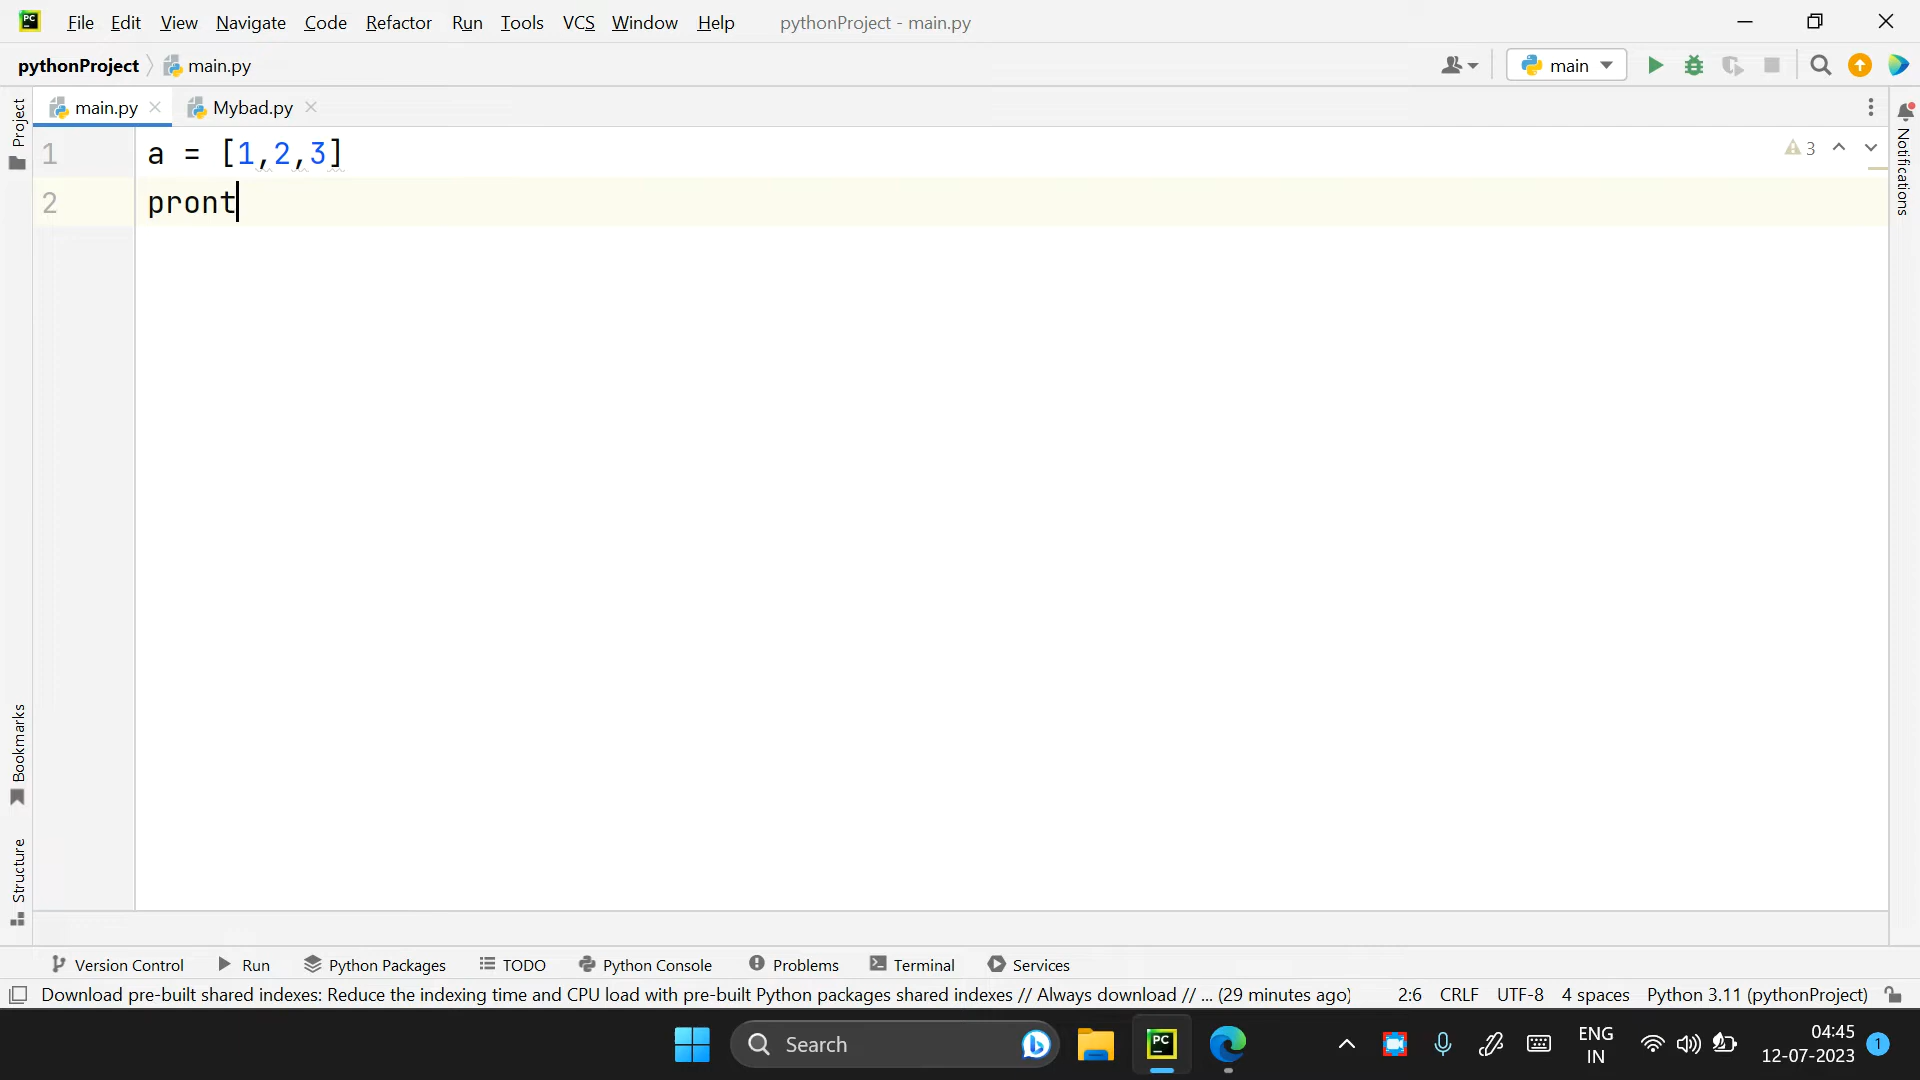 PC File Edit View Navigate Code Refactor Run Tools VCS Window Help pythonProject - main.py
pythonProject main.py main
main.py Mybad.py
Project
1 a = [1,2,3] 3
2 pront
Notifications
Bookmarks
Structure
Version Control Run Python Packages TODO Python Console Problems Terminal Services
Download pre-built shared indexes: Reduce the indexing time and CPU load with pre-built Python packages shared indexes // Always download // ... (29 minutes ago) 2:6 CRLF UTF-8 4 spaces Python 3.11 (pythonProject)
Search PC ENG 04:45
IN 12-07-2023 1